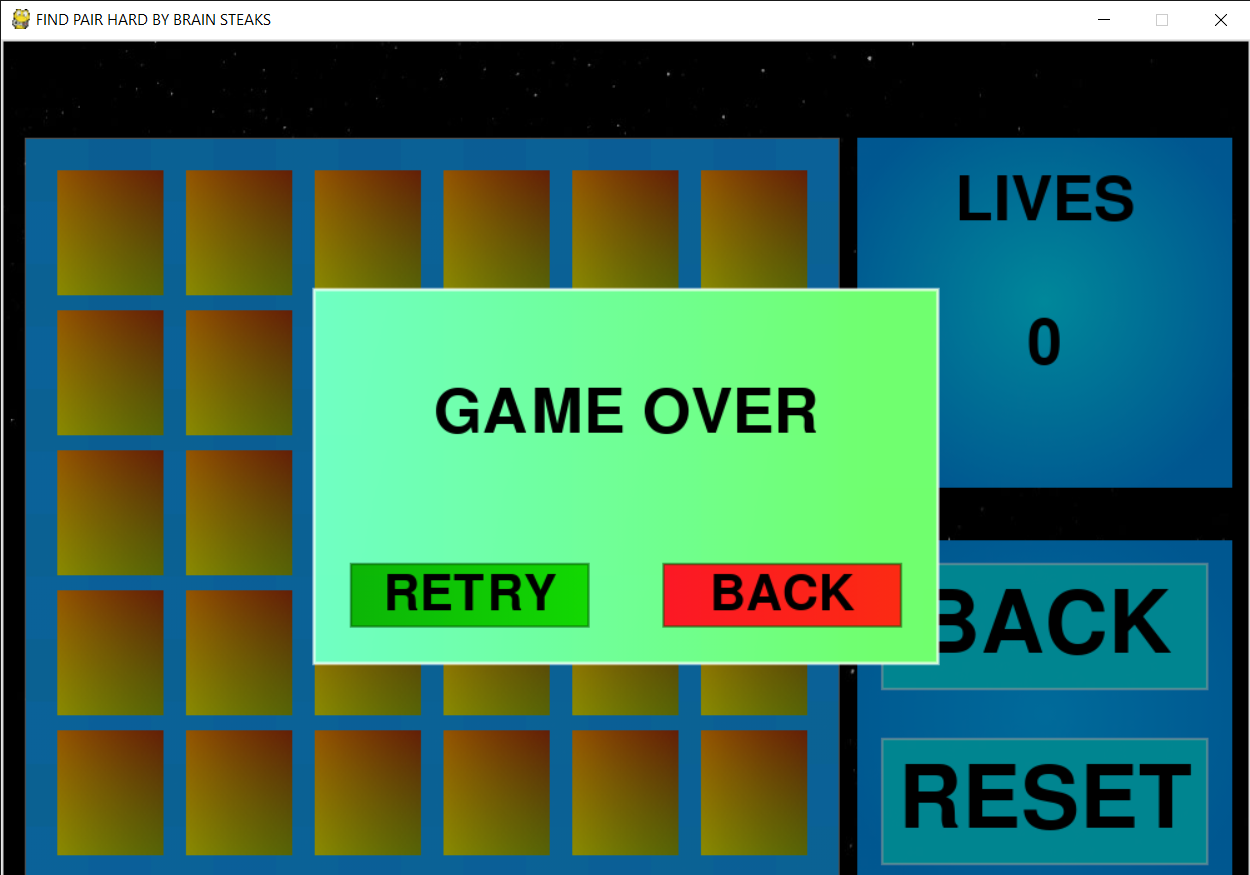 FIND PAIR HARD BY BRAIN STEAKS
LIVES
0
GAME OVER
RETRY
BACK
BACK
RESET